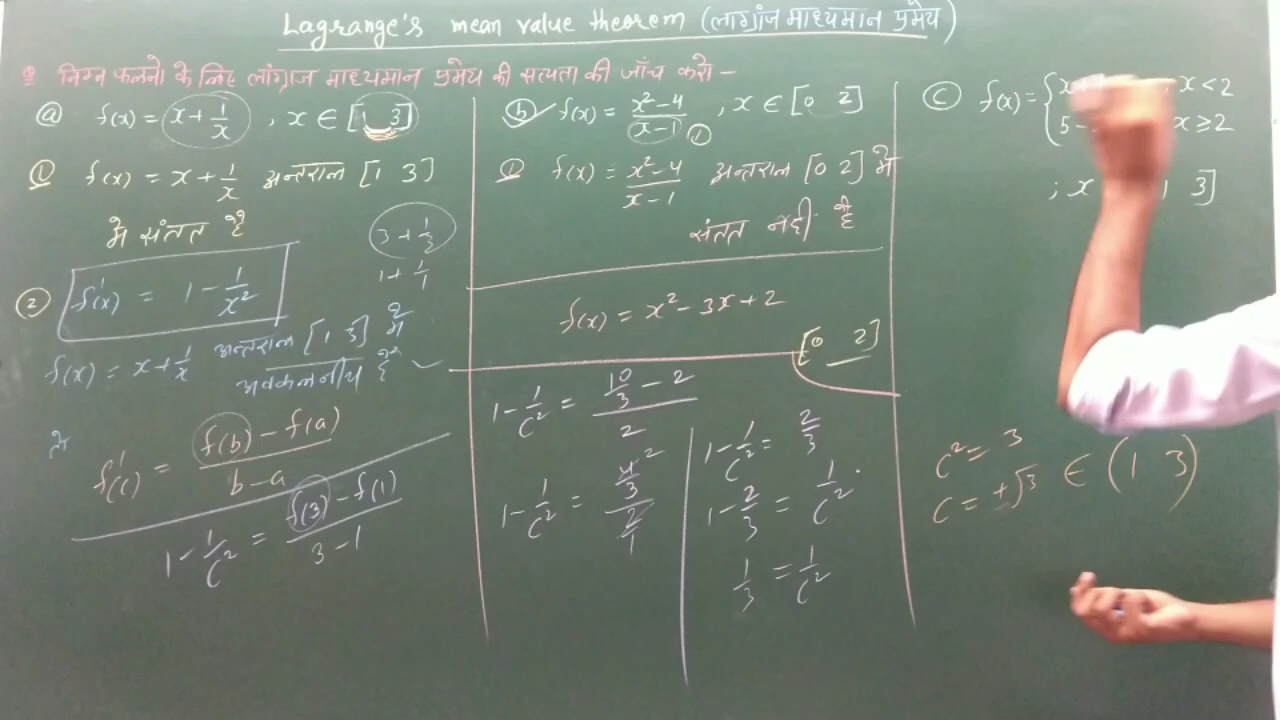 Lagrange's mean value theorem (लाग्रांज माध्यमान प्रमेय)
Q निम्न फलनो के लिए लांग्राज माध्यमान प्रमेय की सत्यता की जाँच करो -
(a) f(x) = x + 1/x , x ∈ [1 3]
(1) f(x) = x + 1/x अन्तराल [1 3]
मे संतत है
3 + 1/3
1 + 1/1
(2) f'(x) = 1 - 1/x²
f(x) = x + 1/x अन्तराल [1 3] मे
अवकलनीय है
f'(c) = (f(b) - f(a))/(b - a)
1 - 1/c² = (f(3) - f(1))/(3 - 1)
(b) f(x) = (x² - 4)/(x - 1) ; x ∈ [0 2]
(1)
(1) f(x) = (x² - 4)/(x - 1) अन्तराल [0 2] मे
संतत नही है
f(x) = x² - 3x + 2
[0 2]
1 - 1/c² = (10/3 - 2)/2
1 - 1/c² = (4/3)/(2/1)
2
1 - 1/c² = 2/3
1 - 2/3 = 1/c²
1/3 = 1/c²
(c) f(x) = { x , x < 2
5 - x ≥ 2
; x 1 3]
c² = 3
c = ±√3 ∈ (1 3)